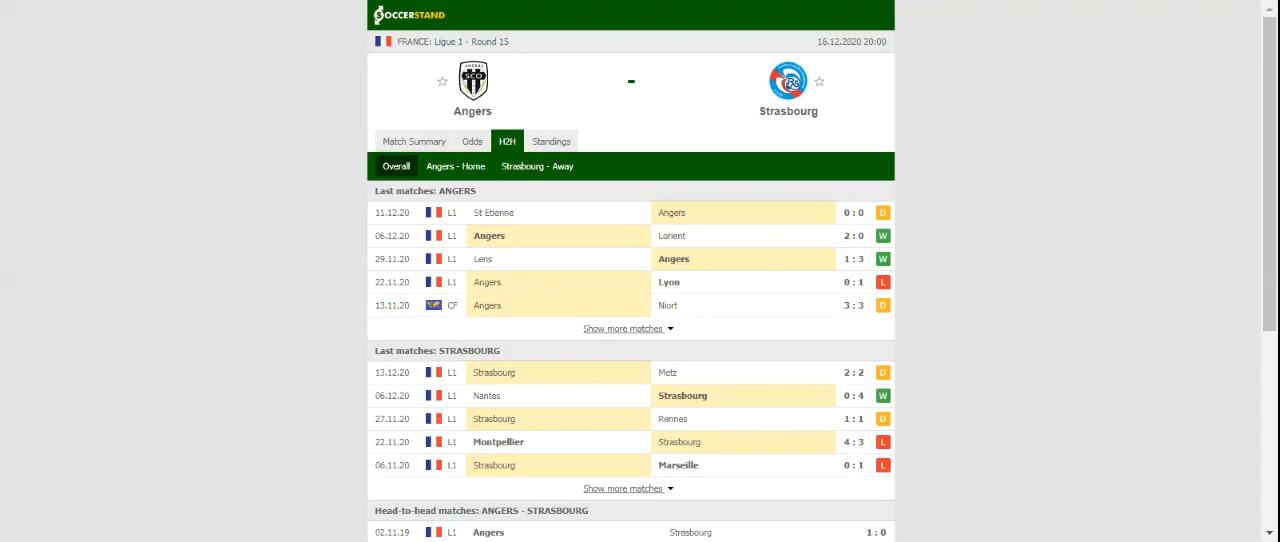 SOCCERSTAND
FRANCE: Ligue 1 - Round 15 16.12.2020 20:00
ANGERS
SCO
-
Angers Strasbourg
Match Summary Odds H2H Standings
Overall Angers - Home Strasbourg - Away
Last matches: ANGERS
11.12.20 L1 St Etienne Angers 0 : 0 D
06.12.20 L1 Angers Lorient 2 : 0 W
29.11.20 L1 Lens Angers 1 : 3 W
22.11.20 L1 Angers Lyon 0 : 1 L
13.11.20 CF Angers Niort 3 : 3 D
Show more matches
Last matches: STRASBOURG
13.12.20 L1 Strasbourg Metz 2 : 2 D
06.12.20 L1 Nantes Strasbourg 0 : 4 W
27.11.20 L1 Strasbourg Rennes 1 : 1 D
22.11.20 L1 Montpellier Strasbourg 4 : 3 L
06.11.20 L1 Strasbourg Marseille 0 : 1 L
Show more matches
Head-to-head matches: ANGERS - STRASBOURG
02.11.19 L1 Angers Strasbourg 1 : 0